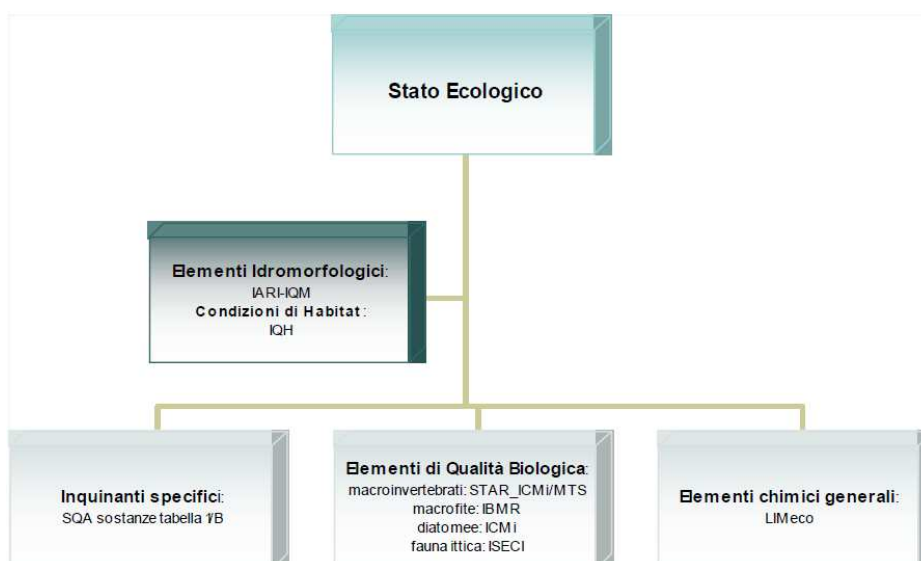 Stato Ecologico
Elementi Idromorfologici:
IARI-IQM
Condizioni di Habitat:
IQH
Inquinanti specifici:
SQA sostanze tabella 1/B
Elementi di Qualità Biologica:
macroinvertebrati: STAR_ICMi/MTS
macrofite: IBMR
diatomee: ICMi
fauna ittica: ISECI
Elementi chimici generali:
LIMeco